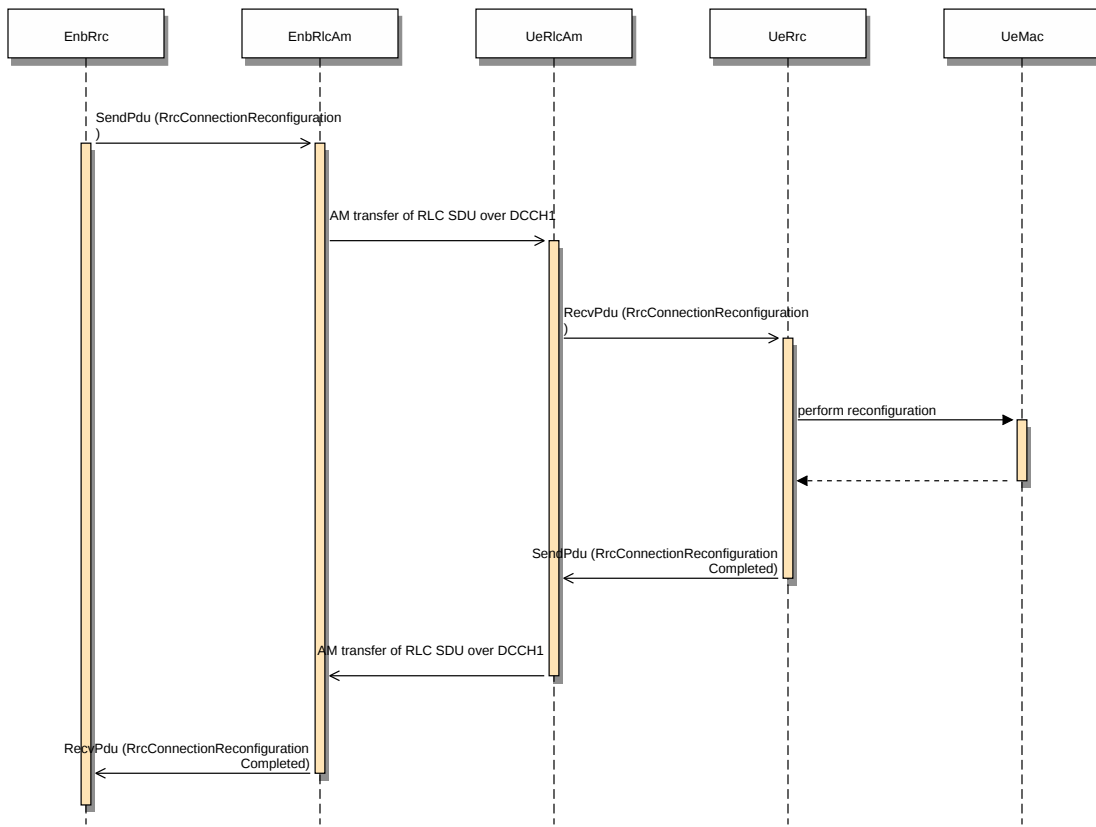 EnbRrc
EnbRlcAm
UeRlcAm
UeRrc
UeMac
SendPdu (RrcConnectionReconfiguration
)
AM transfer of RLC SDU over DCCH1
RecvPdu (RrcConnectionReconfiguration
)
perform reconfiguration
SendPdu (RrcConnectionReconfiguration
Completed)
AM transfer of RLC SDU over DCCH1
RecvPdu (RrcConnectionReconfiguration
Completed)